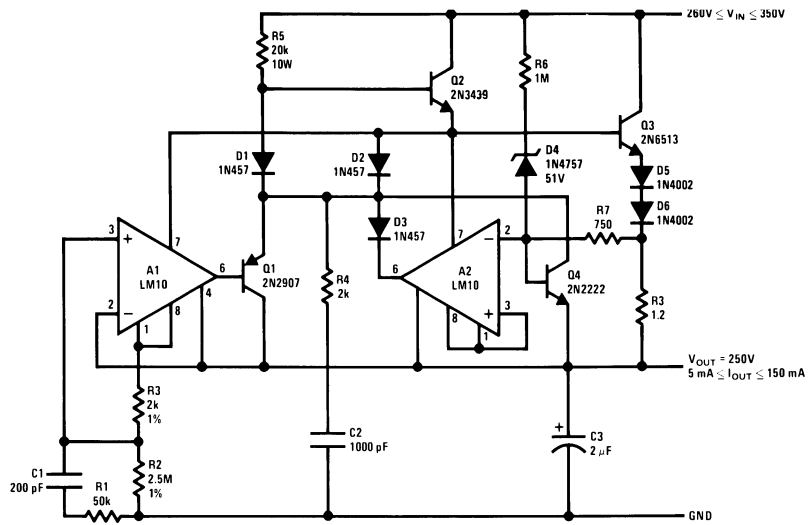 260V ≤ VIN ≤ 350V
R5
20k
10W
R6
1M
Q2
2N3439
Q3
2N6513
D1
1N457
D2
1N457
D4
1N4757
51V
D5
1N4002
D6
1N4002
R7
750
D3
1N457
3
+
7
A1
LM10
6
2
−
1
8
4
Q1
2N2907
R4
2k
7
2
−
6
A2
LM10
+
3
8
1
Q4
2N2222
R3
1.2
VOUT = 250V
5 mA ≤ IOUT ≤ 150 mA
R3
2k
1%
C1
200 pF
R1
50k
R2
2.5M
1%
C2
1000 pF
+
C3
2 μF
GND